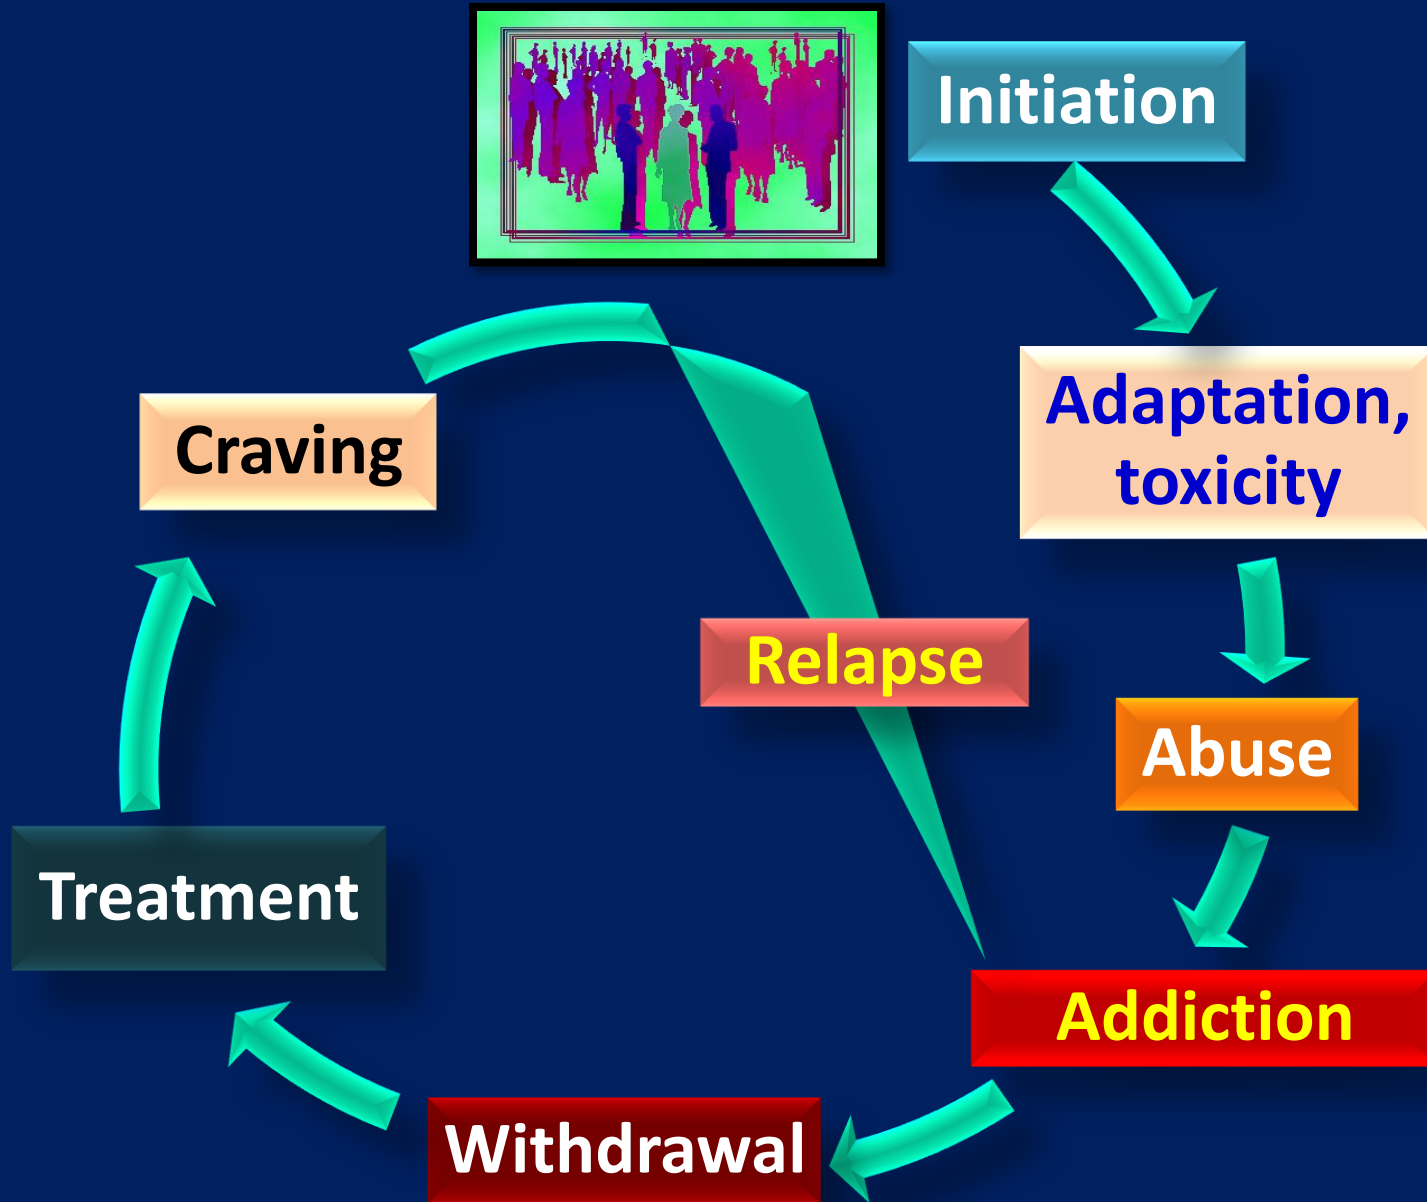 Initiation
Adaptation,
toxicity
Abuse
Addiction
Withdrawal
Treatment
Craving
Relapse